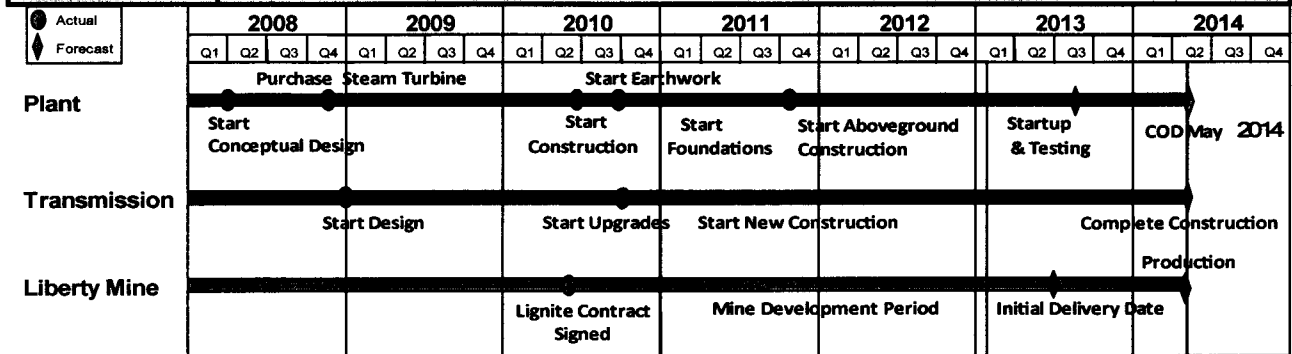 Actual
Forecast
2008 2009 2010 2011 2012 2013 2014
Q1 Q2 Q3 Q4 Q1 Q2 Q3 Q4 Q1 Q2 Q3 Q4 Q1 Q2 Q3 Q4 Q1 Q2 Q3 Q4 Q1 Q2 Q3 Q4 Q1 Q2 Q3 Q4
Purchase Steam Turbine Start Earthwork
Plant
Start
Conceptual Design
Start
Construction
Start
Foundations
Start Aboveground
Construction
Startup
& Testing
COD May 2014
Transmission
Start Design Start Upgrades Start New Construction Complete Construction
Production
Liberty Mine
Lignite Contract
Signed
Mine Development Period Initial Delivery Date